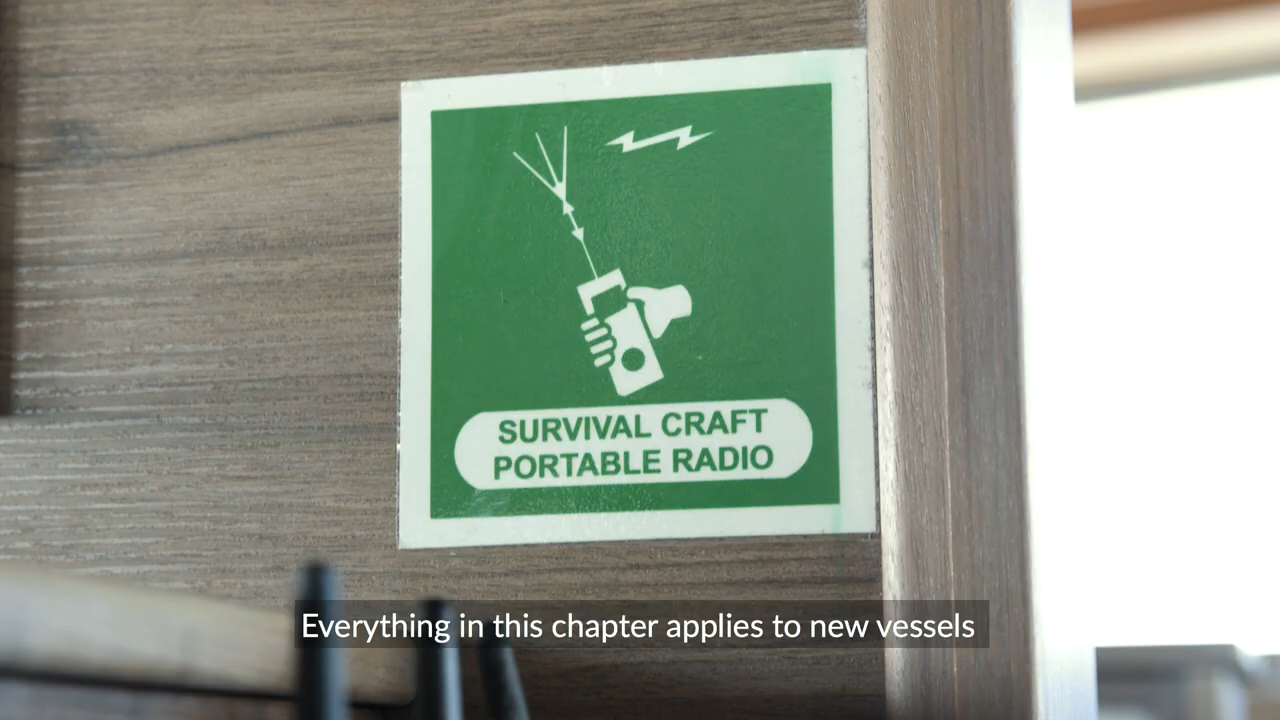 SURVIVAL CRAFT
PORTABLE RADIO
Everything in this chapter applies to new vessels